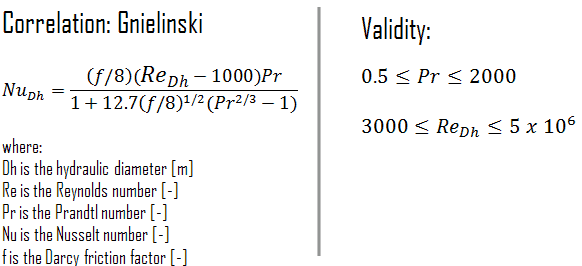 Correlation: Gnielinski
Nu_Dh = (f/8)(Re_Dh − 1000)Pr / 1 + 12.7(f/8)^1/2 (Pr^2/3 − 1)
where:
Dh is the hydraulic diameter [m]
Re is the Reynolds number [-]
Pr is the Prandtl number [-]
Nu is the Nusselt number [-]
f is the Darcy friction factor [-]
Validity:
0.5 ≤ Pr ≤ 2000
3000 ≤ Re_Dh ≤ 5 x 10^6